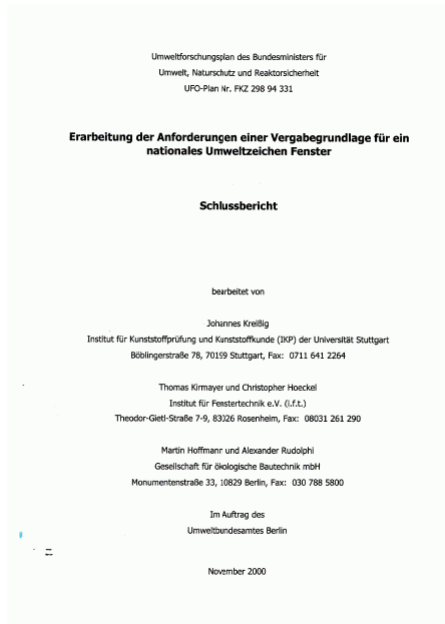 Umweltforschungsplan des Bundesministers für
Umwelt, Naturschutz und Reaktorsicherheit
UFO-Plan Nr. FKZ 298 94 331
Erarbeitung der Anforderungen einer Vergabegrundlage für ein
nationales Umweltzeichen Fenster
Schlussbericht
bearbeitet von
Johannes Kreißig
Institut für Kunststoffprüfung und Kunststoffkunde (IKP) der Universität Stuttgart
Böblingerstraße 78, 70199 Stuttgart, Fax: 0711 641 2264
Thomas Kirmayer und Christopher Hoeckel
Institut für Fenstertechnik e.V. (i.f.t.)
Theodor-Gietl-Straße 7-9, 83026 Rosenheim, Fax: 08031 261 290
Martin Hoffmann und Alexander Rudolphi
Gesellschaft für ökologische Bautechnik mbH
Monumentenstraße 33, 10829 Berlin, Fax: 030 788 5800
Im Auftrag des
Umweltbundesamtes Berlin
November 2000